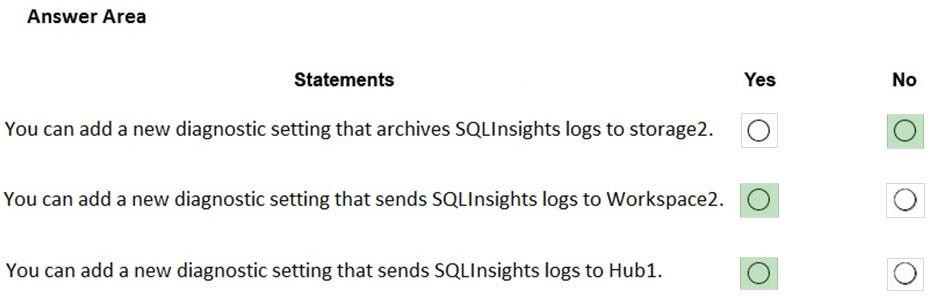 Answer Area
Statements Yes No
You can add a new diagnostic setting that archives SQLInsights logs to storage2.
You can add a new diagnostic setting that sends SQLInsights logs to Workspace2.
You can add a new diagnostic setting that sends SQLInsights logs to Hub1.